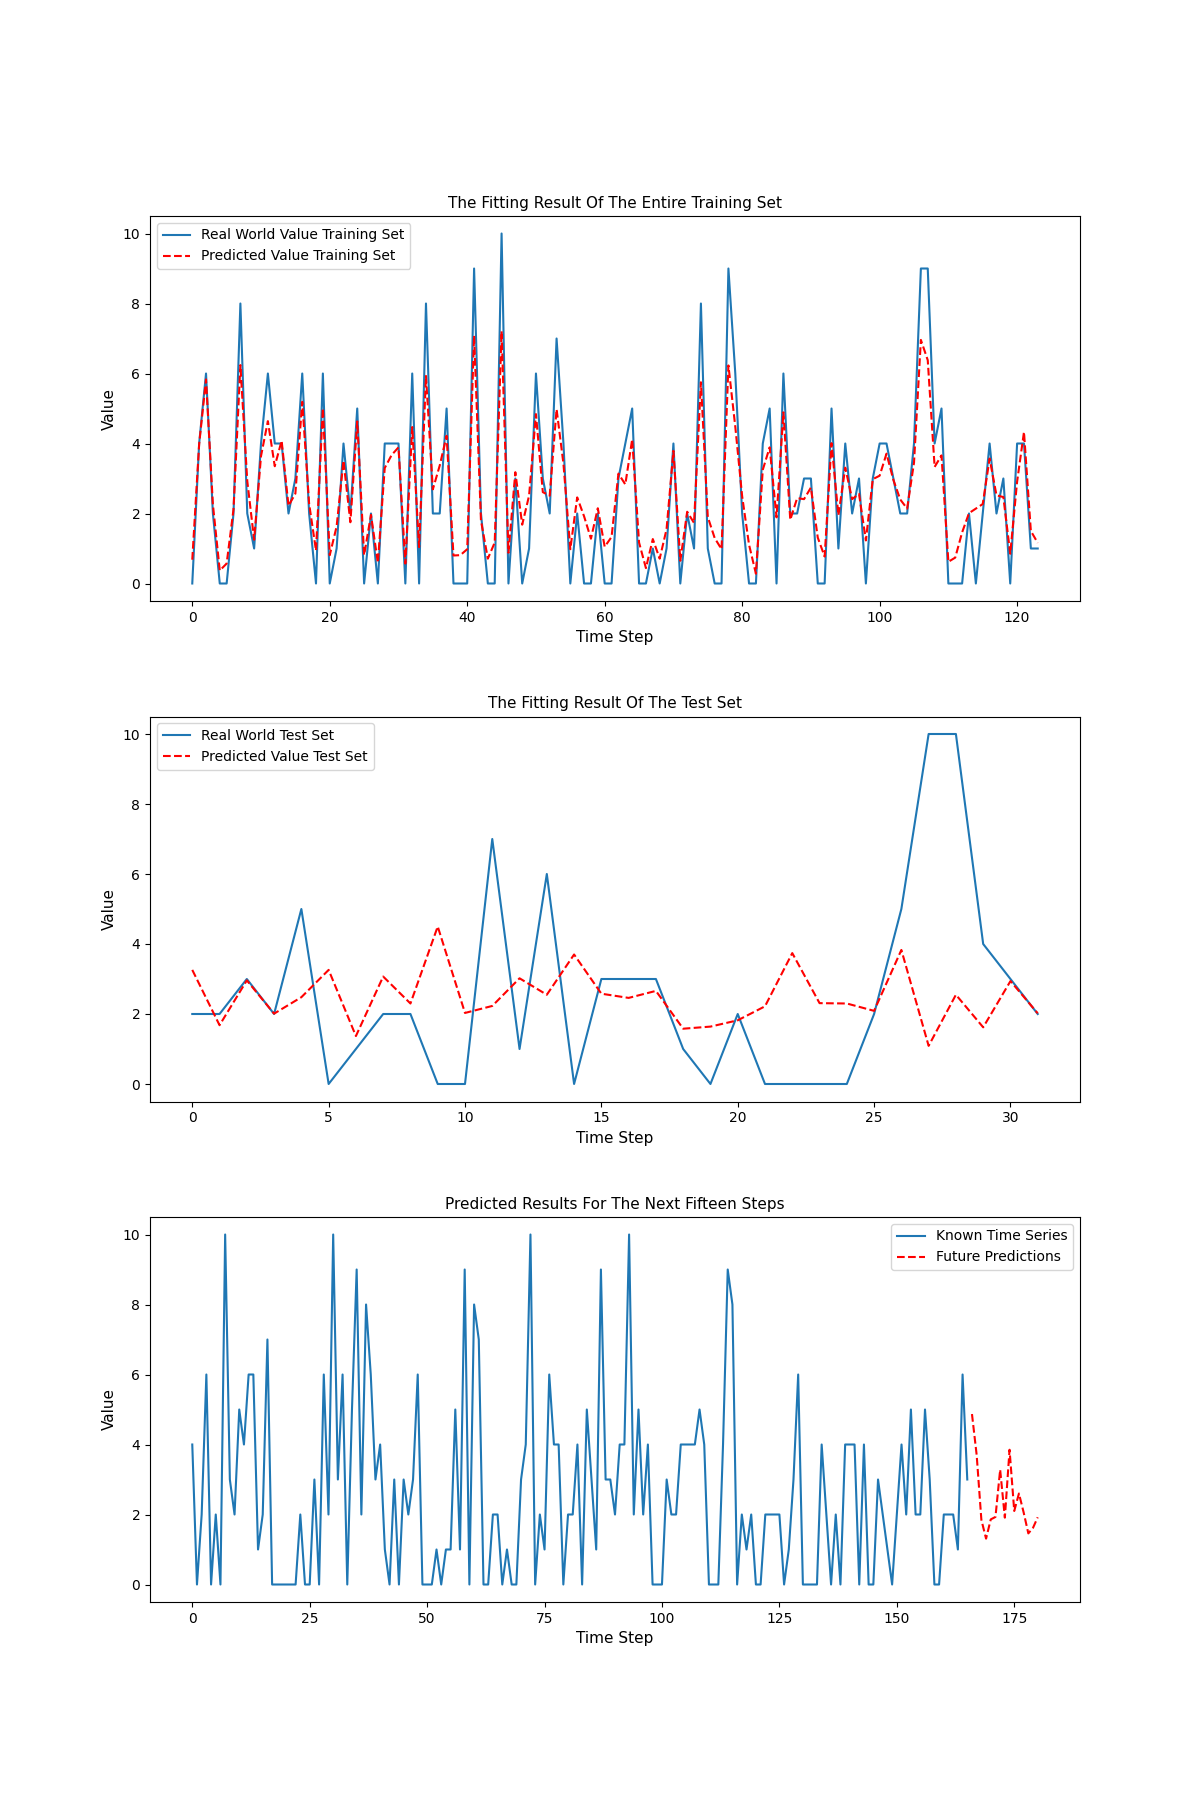 The Fitting Result Of The Entire Training Set
Real World Value Training Set
Predicted Value Training Set
10
8
6
4
2
0
Value
0 20 40 60 80 100 120
Time Step
The Fitting Result Of The Test Set
Real World Test Set
Predicted Value Test Set
10
8
6
4
2
0
Value
0 5 10 15 20 25 30
Time Step
Predicted Results For The Next Fifteen Steps
Known Time Series
Future Predictions
10
8
6
4
2
0
Value
0 25 50 75 100 125 150 175
Time Step